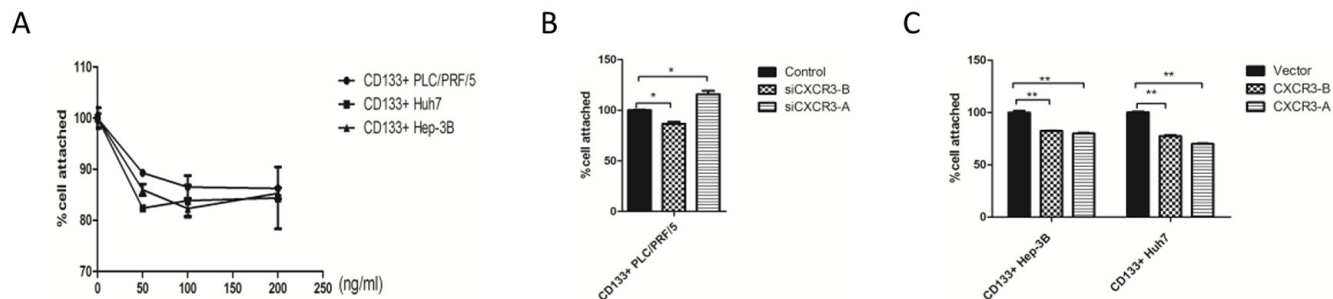 A
% cell attached
110
100
90
80
70
0
50
100
150
200
250
(ng/ml)
CD133+ PLC/PRF/5
CD133+ Huh7
CD133+ Hep-3B
B
% cell attached
150
100
50
0
*
*
CD133+ PLC/PRF/5
Control
siCXCR3-B
siCXCR3-A
C
% cell attached
150
100
50
0
**
**
**
**
CD133+ Hep-3B
CD133+ Huh7
Vector
CXCR3-B
CXCR3-A